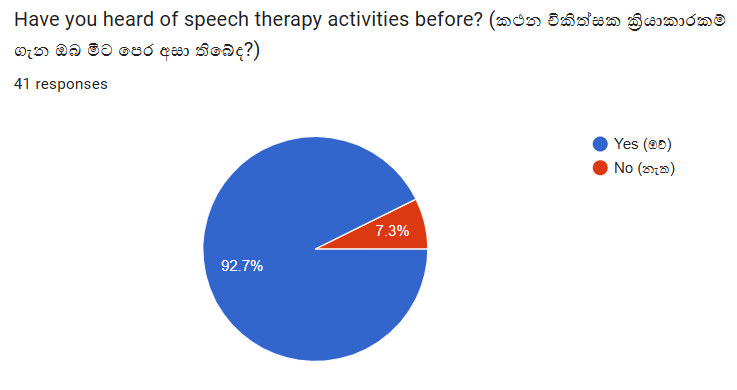 Have you heard of speech therapy activities before? (කථන චිකිත්සක ක්‍රියාකාරකම්
ගැන ඔබ මීට පෙර අසා තිබේද?)
41 responses
Yes (ඔව්)
No (නැත)
7.3%
92.7%